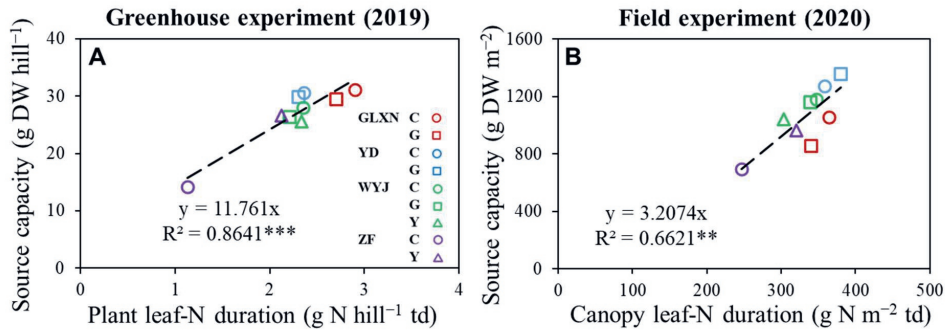 Greenhouse experiment (2019)
Field experiment (2020)
Source capacity (g DW hill⁻¹)
40
30
20
10
0
A
GLXN C
G
YD C
G
WYJ C
G
Y
ZF C
Y
y = 11.761x
R² = 0.8641***
0 1 2 3 4
Plant leaf-N duration (g N hill⁻¹ td)
Source capacity (g DW m⁻²)
1600
1200
800
400
0
B
y = 3.2074x
R² = 0.6621**
0 100 200 300 400 500
Canopy leaf-N duration (g N m⁻² td)